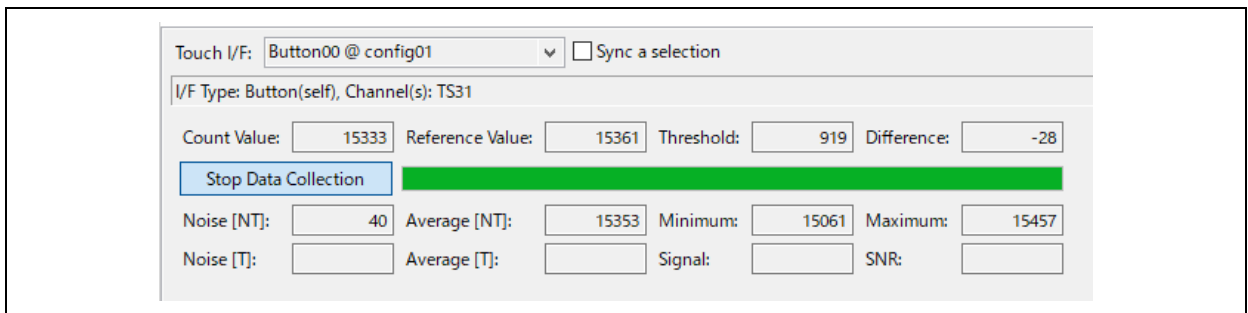 Touch I/F: Button00 @ config01 Sync a selection
I/F Type: Button(self), Channel(s): TS31
Count Value: 15333 Reference Value: 15361 Threshold: 919 Difference: -28
Stop Data Collection
Noise [NT]: 40 Average [NT]: 15353 Minimum: 15061 Maximum: 15457
Noise [T]: Average [T]: Signal: SNR: